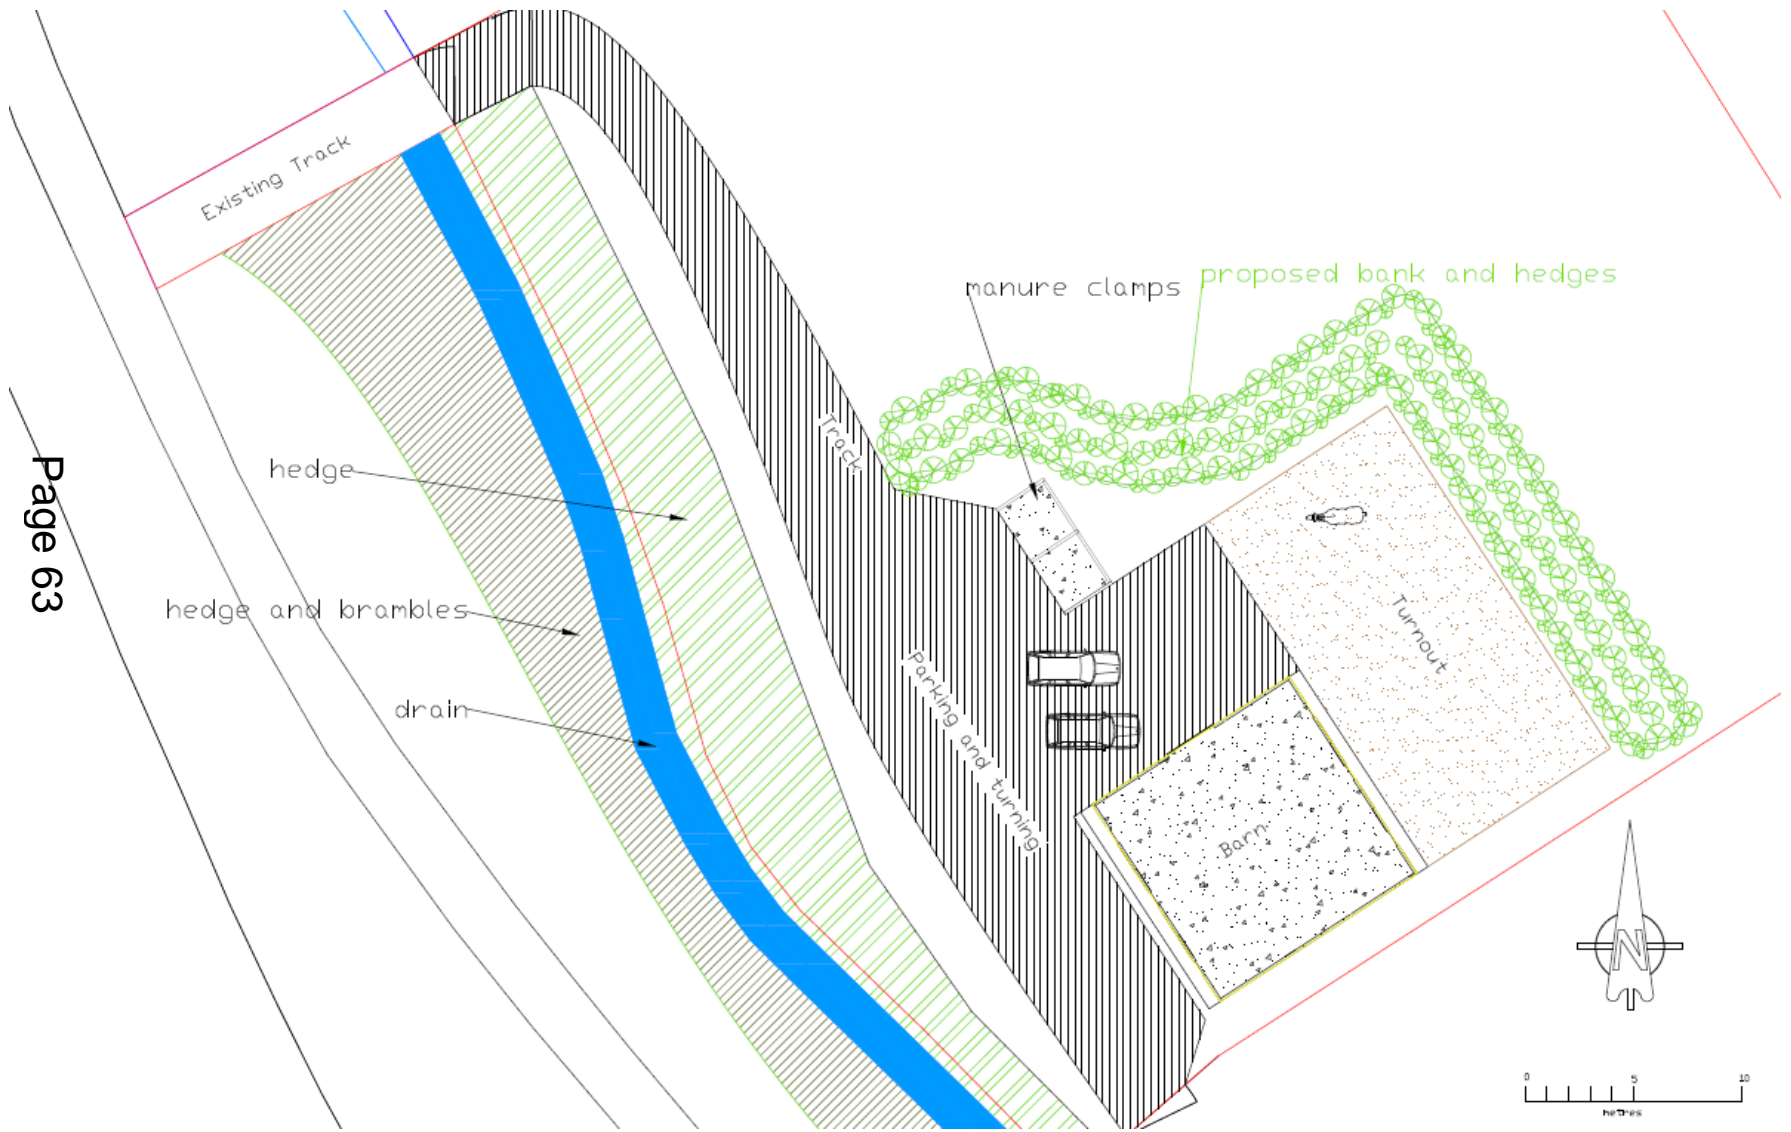 Existing Track
manure clamps
proposed bank and hedges
Track
hedge
Page 63
hedge and brambles
Turnout
Parking and turning
drain
Barn
N
0 5 10
metres